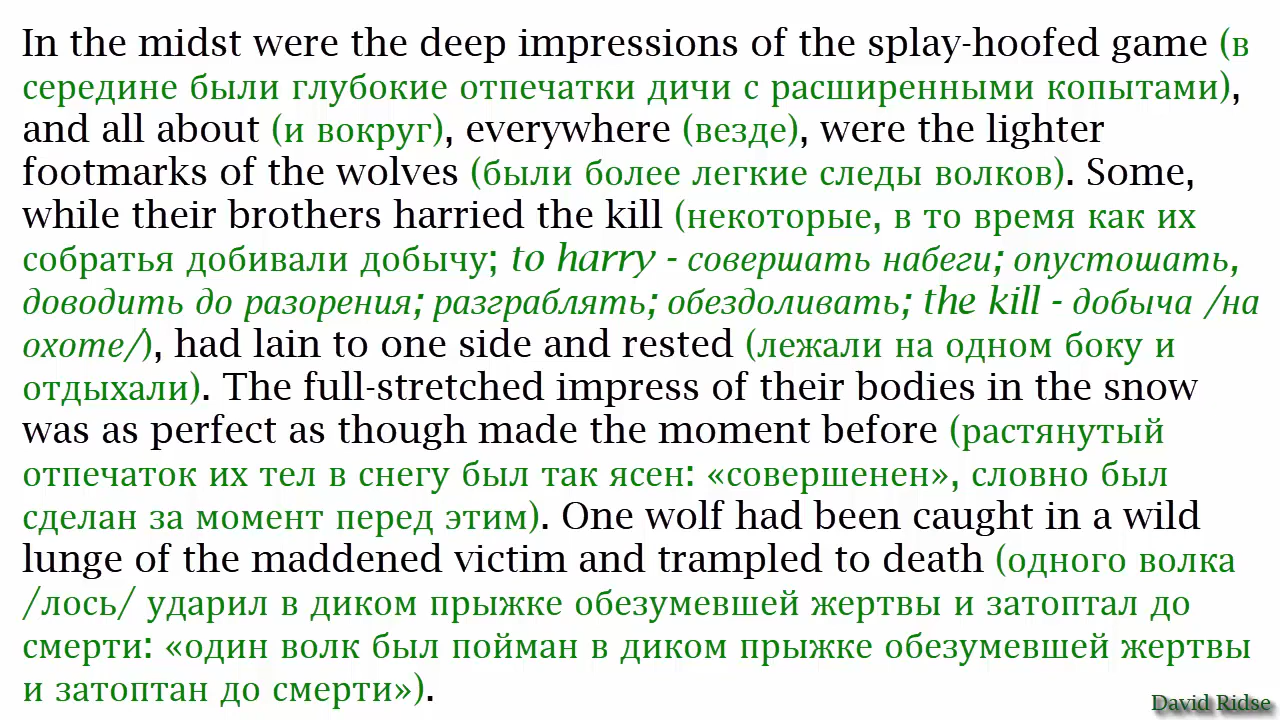 In the midst were the deep impressions of the splay-hoofed game (в
середине были глубокие отпечатки дичи с расширенными копытами),
and all about (и вокруг), everywhere (везде), were the lighter
footmarks of the wolves (были более легкие следы волков). Some,
while their brothers harried the kill (некоторые, в то время как их
собратья добивали добычу; to harry - совершать набеги; опустошать,
доводить до разорения; разграблять; обездоливать; the kill - добыча /на
охоте/), had lain to one side and rested (лежали на одном боку и
отдыхали). The full-stretched impress of their bodies in the snow
was as perfect as though made the moment before (растянутый
отпечаток их тел в снегу был так ясен: «совершенен», словно был
сделан за момент перед этим). One wolf had been caught in a wild
lunge of the maddened victim and trampled to death (одного волка
/лось/ ударил в диком прыжке обезумевшей жертвы и затоптал до
смерти: «один волк был пойман в диком прыжке обезумевшей жертвы
и затоптан до смерти»).
David Ridse